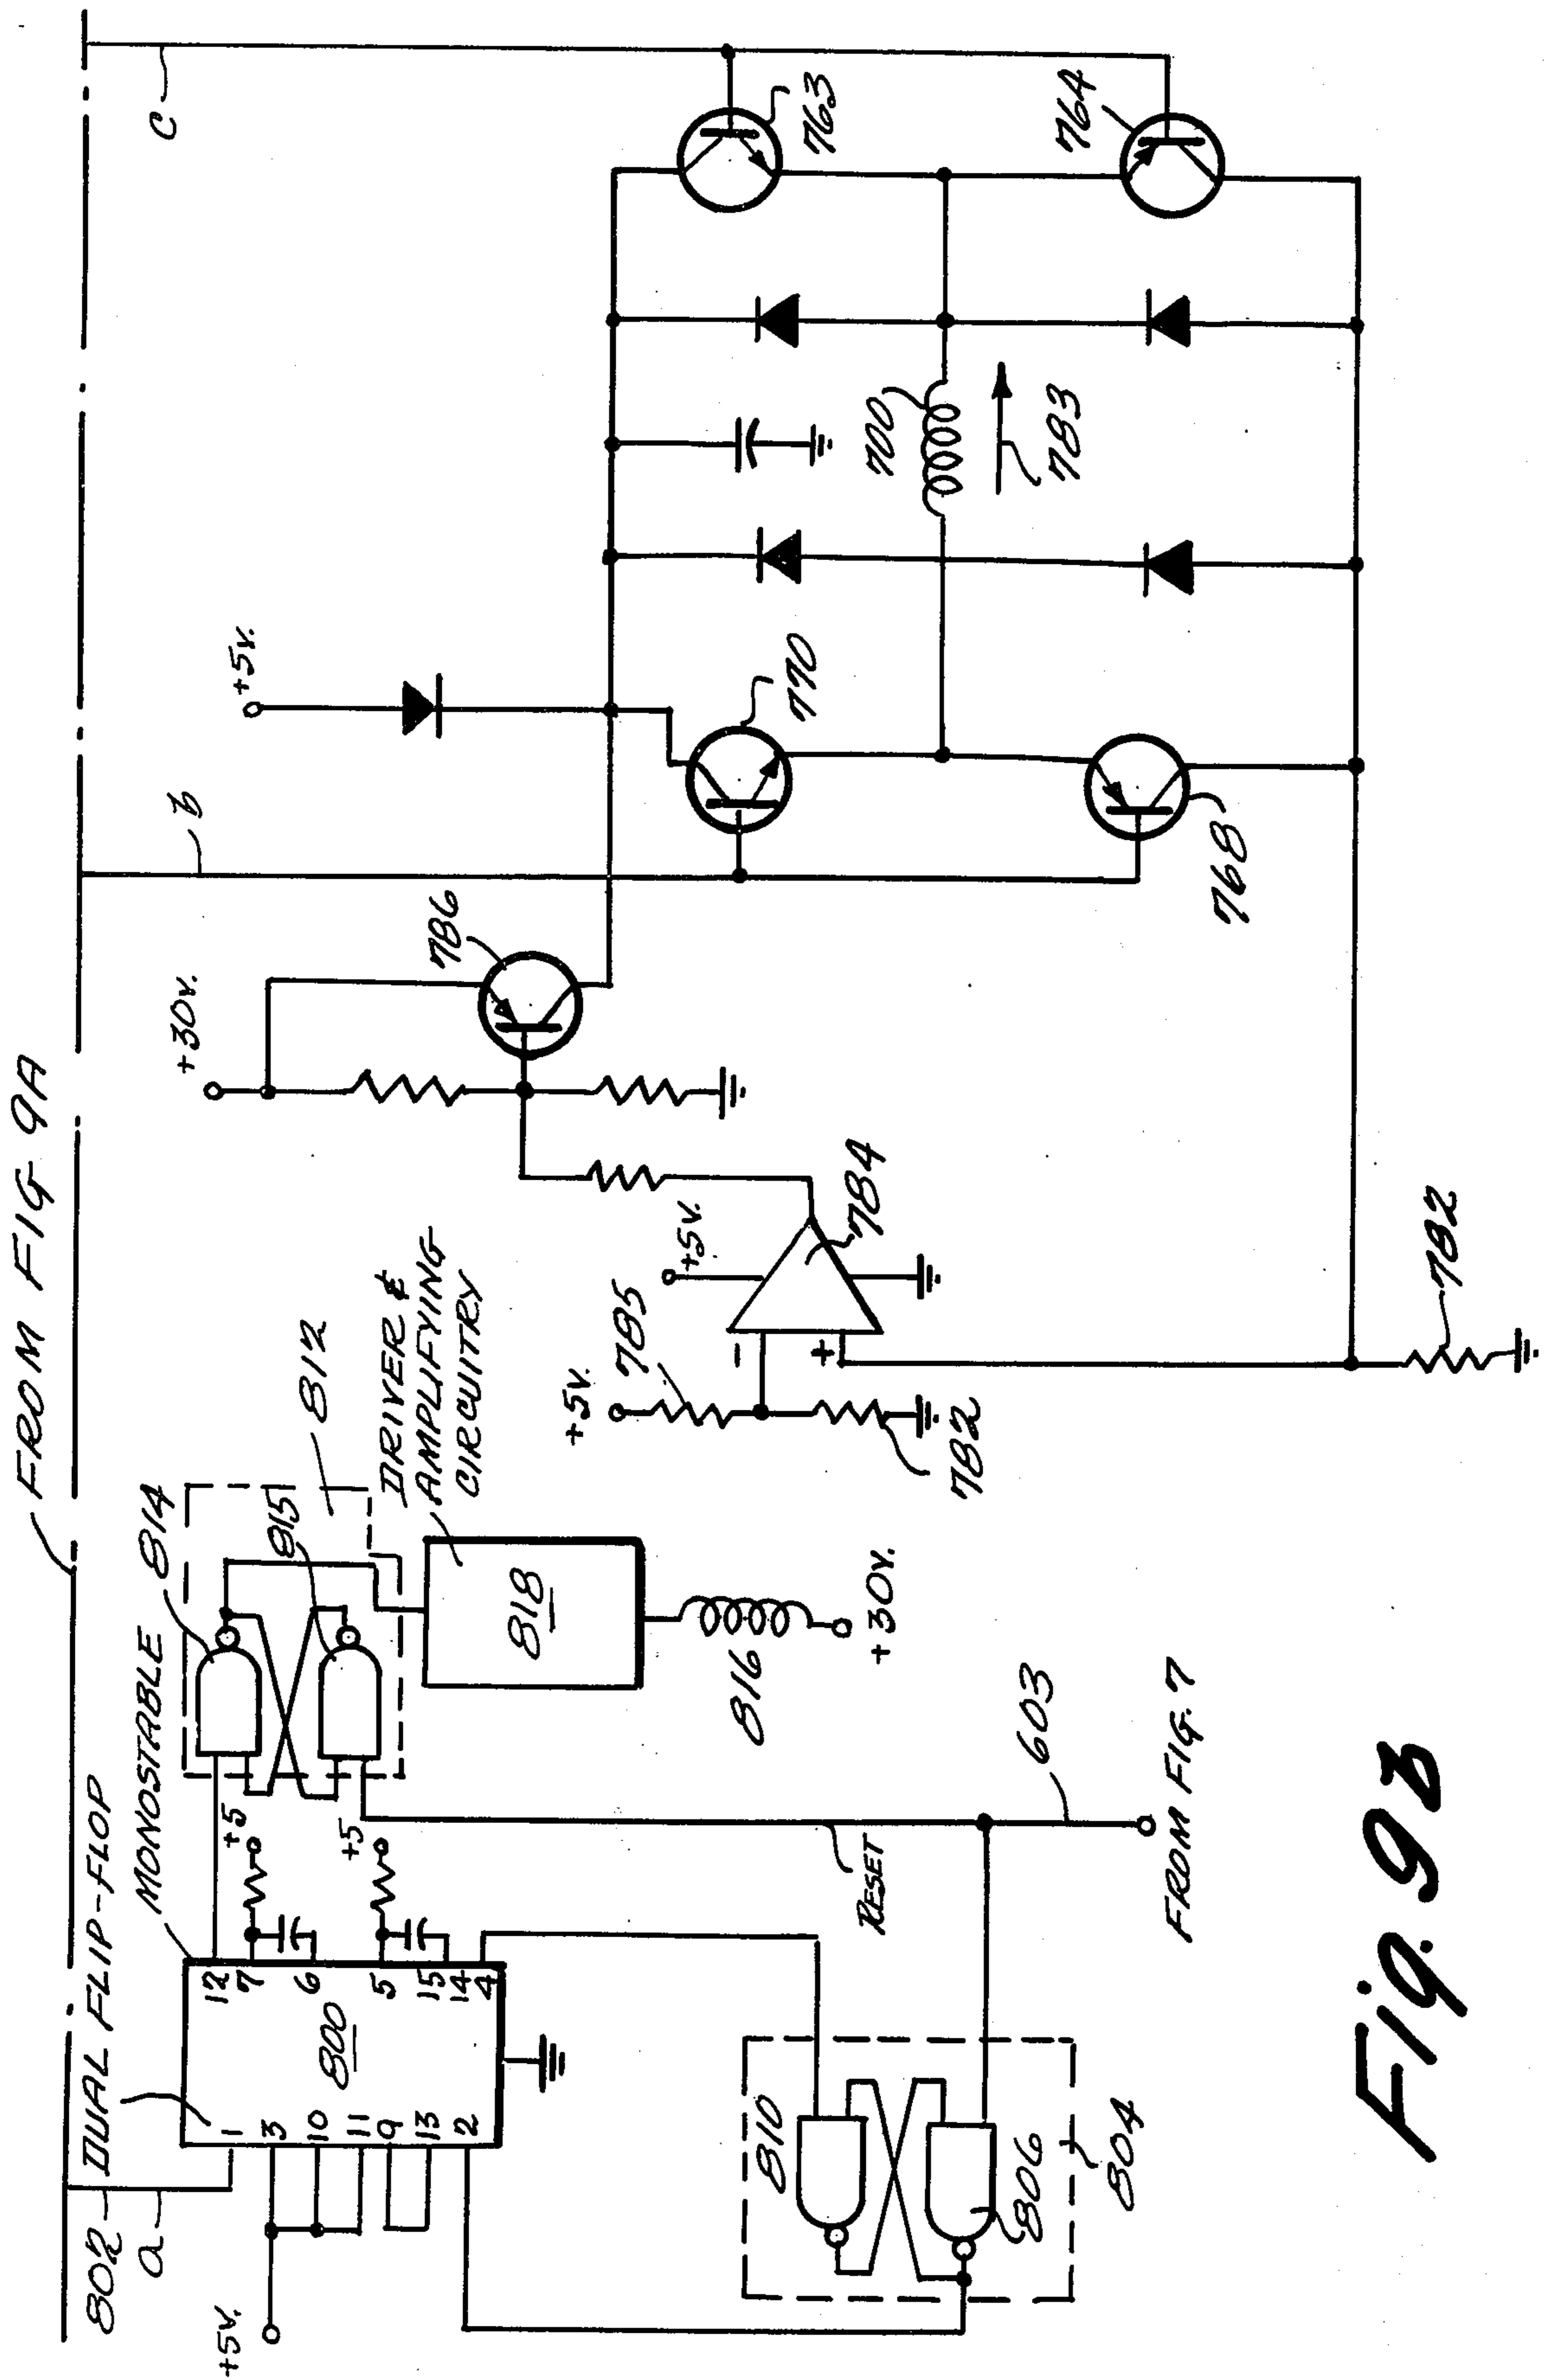 FROM FIG 9A
802
a
DUAL FLIP-FLOP
MONOSTABLE
814
815
812
DRIVER &
AMPLIFYING
CIRCUITRY
+5V.
1
3
10
11
9
13
2
800
12
7
6
5
15
14
4
+5
+5
818
816
+30V.
RESET
603
FROM FIG. 7
810
806
804
+5V.
785
782
-
+
+5V.
784
782
+30V.
786
b
+5V.
770
768
700
783
C
763
764
Fig. 9B